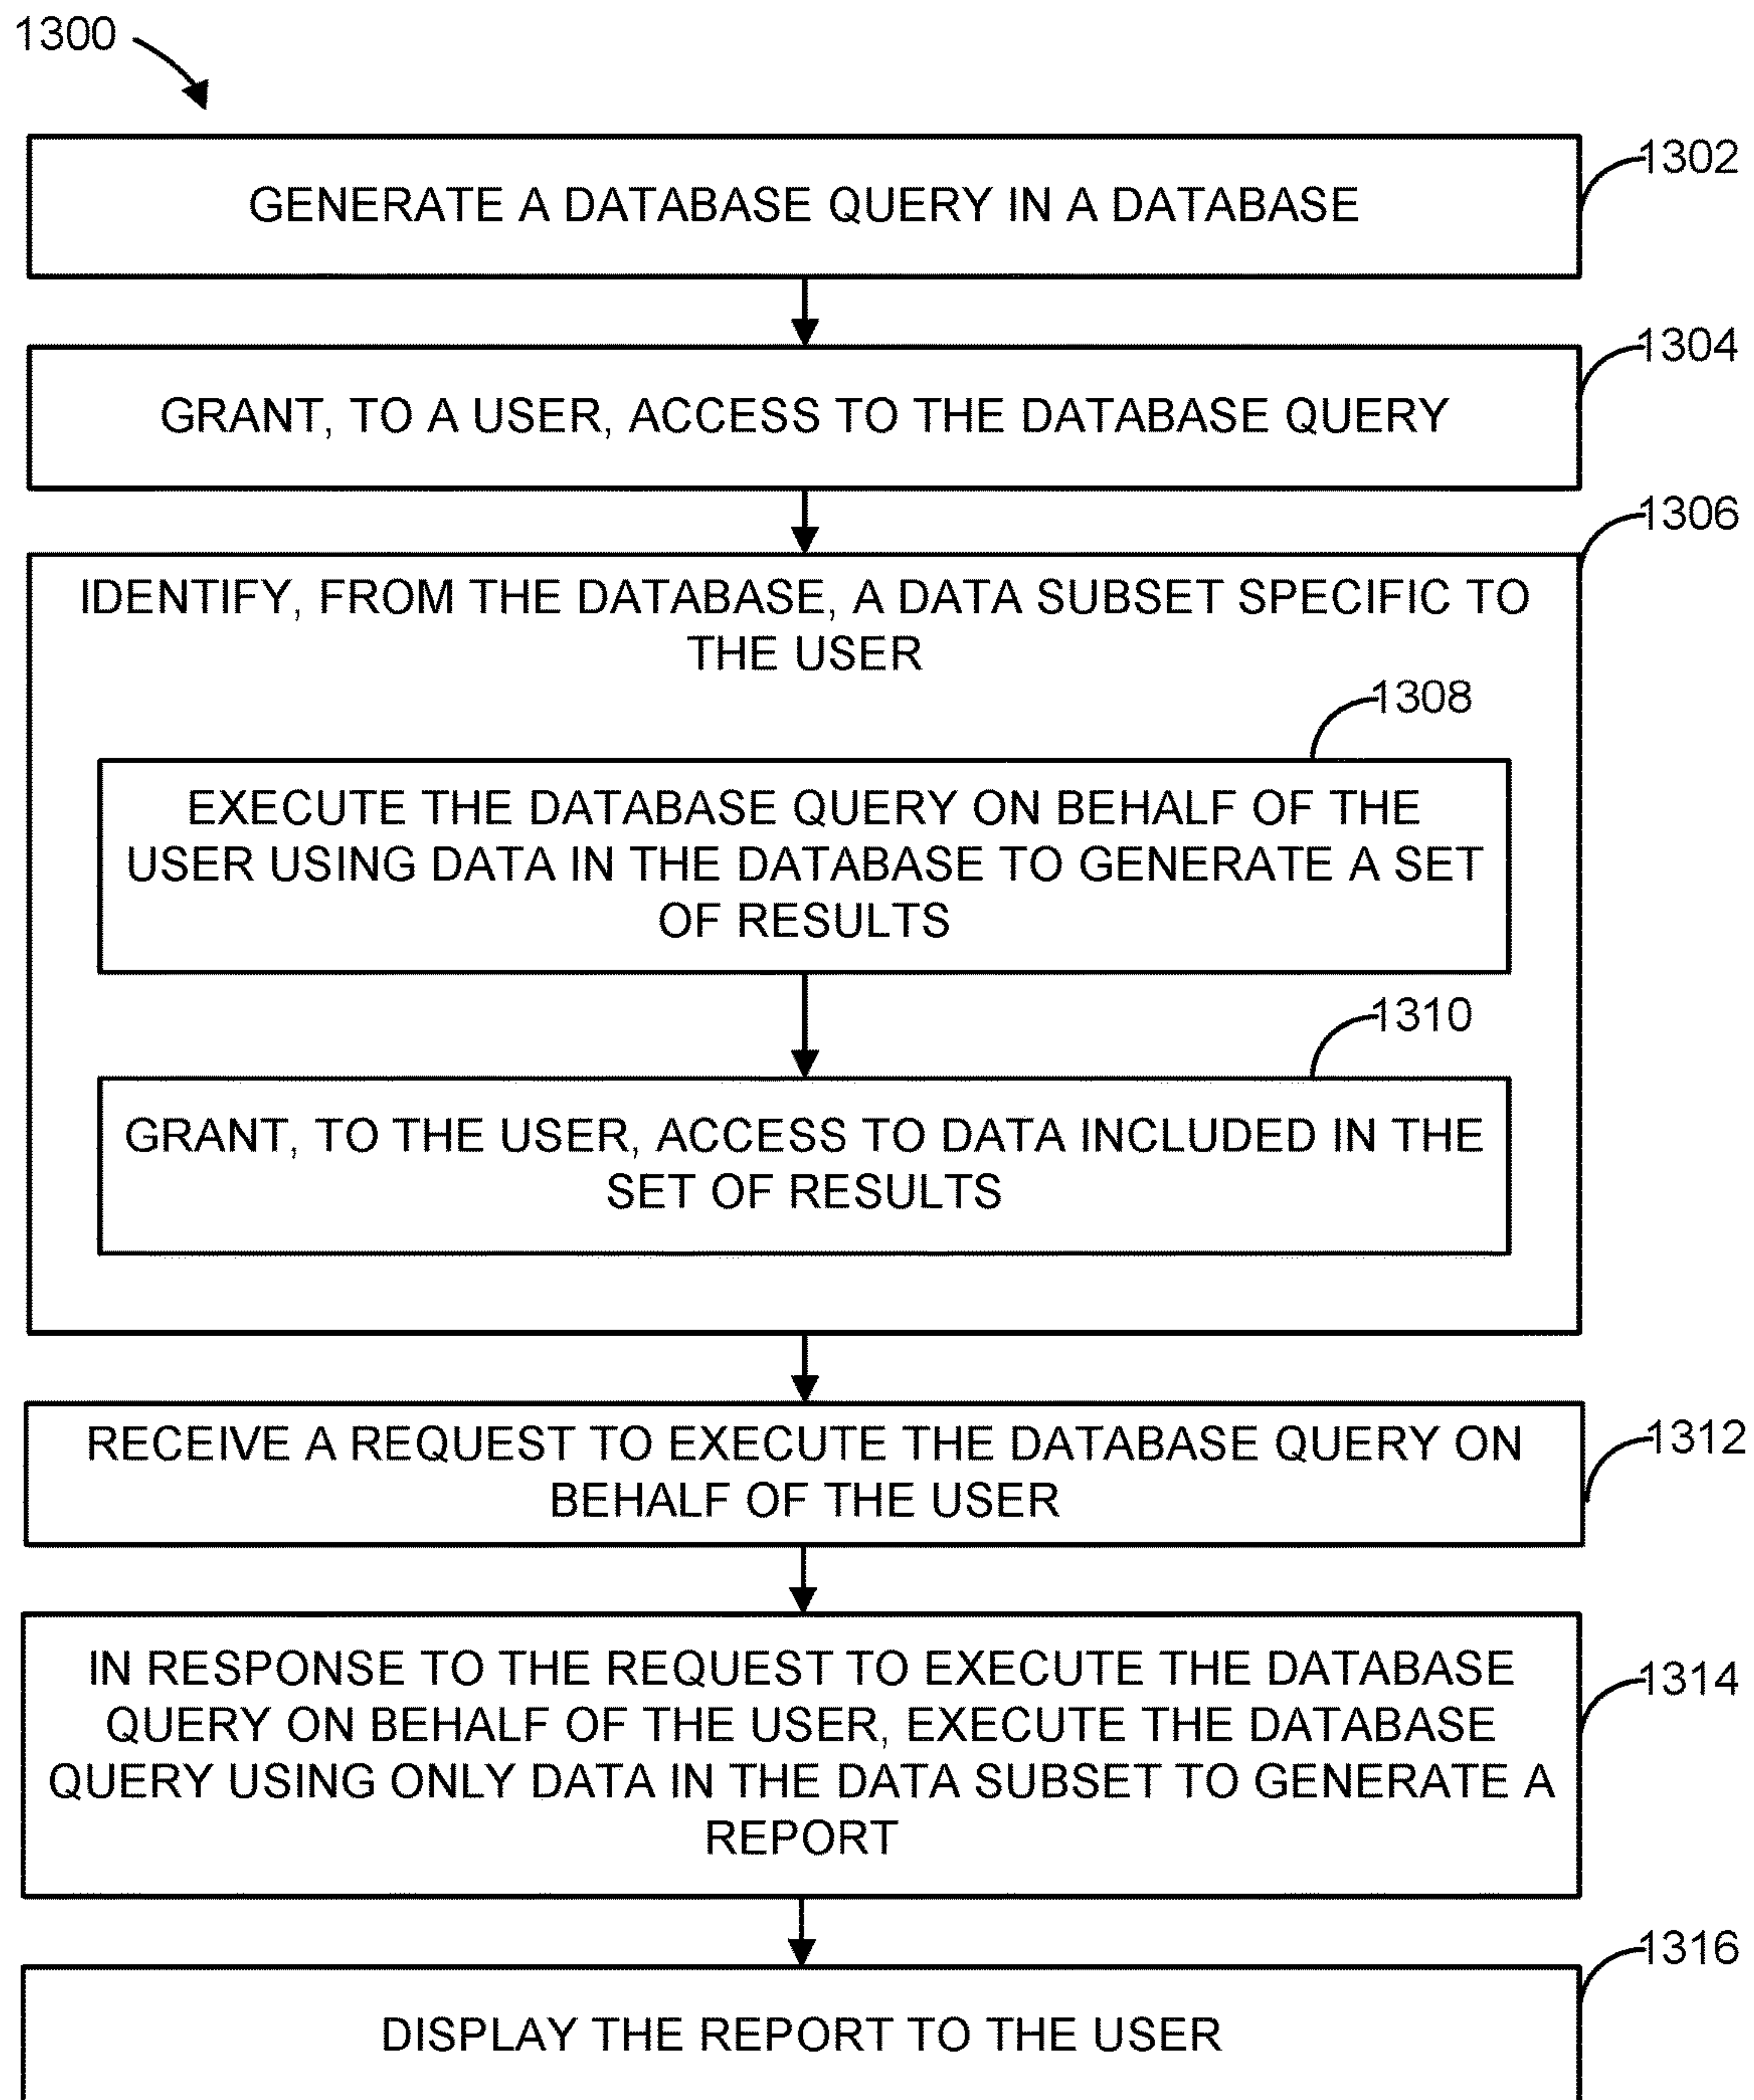 1300
1302
GENERATE A DATABASE QUERY IN A DATABASE
1304
GRANT, TO A USER, ACCESS TO THE DATABASE QUERY
1306
IDENTIFY, FROM THE DATABASE, A DATA SUBSET SPECIFIC TO
THE USER
1308
EXECUTE THE DATABASE QUERY ON BEHALF OF THE
USER USING DATA IN THE DATABASE TO GENERATE A SET
OF RESULTS
1310
GRANT, TO THE USER, ACCESS TO DATA INCLUDED IN THE
SET OF RESULTS
1312
RECEIVE A REQUEST TO EXECUTE THE DATABASE QUERY ON
BEHALF OF THE USER
1314
IN RESPONSE TO THE REQUEST TO EXECUTE THE DATABASE
QUERY ON BEHALF OF THE USER, EXECUTE THE DATABASE
QUERY USING ONLY DATA IN THE DATA SUBSET TO GENERATE A
REPORT
1316
DISPLAY THE REPORT TO THE USER